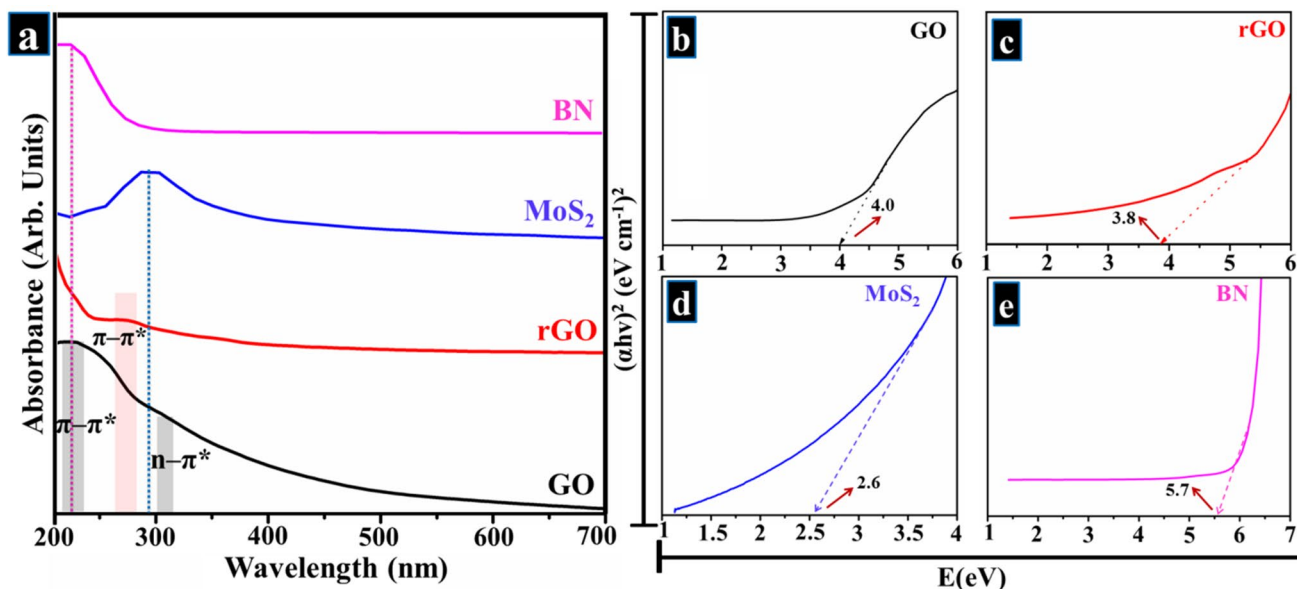 a
BN
MoS₂
rGO
π–π*
π–π*
n–π*
GO
200 300 400 500 600 700
Wavelength (nm)
Absorbance (Arb. Units)
(αhv)² (eV cm⁻¹)²
b
GO
4.0
1 2 3 4 5 6
c
rGO
3.8
1 2 3 4 5 6
d
MoS₂
2.6
1 1.5 2 2.5 3 3.5 4
e
BN
5.7
1 2 3 4 5 6 7
E(eV)